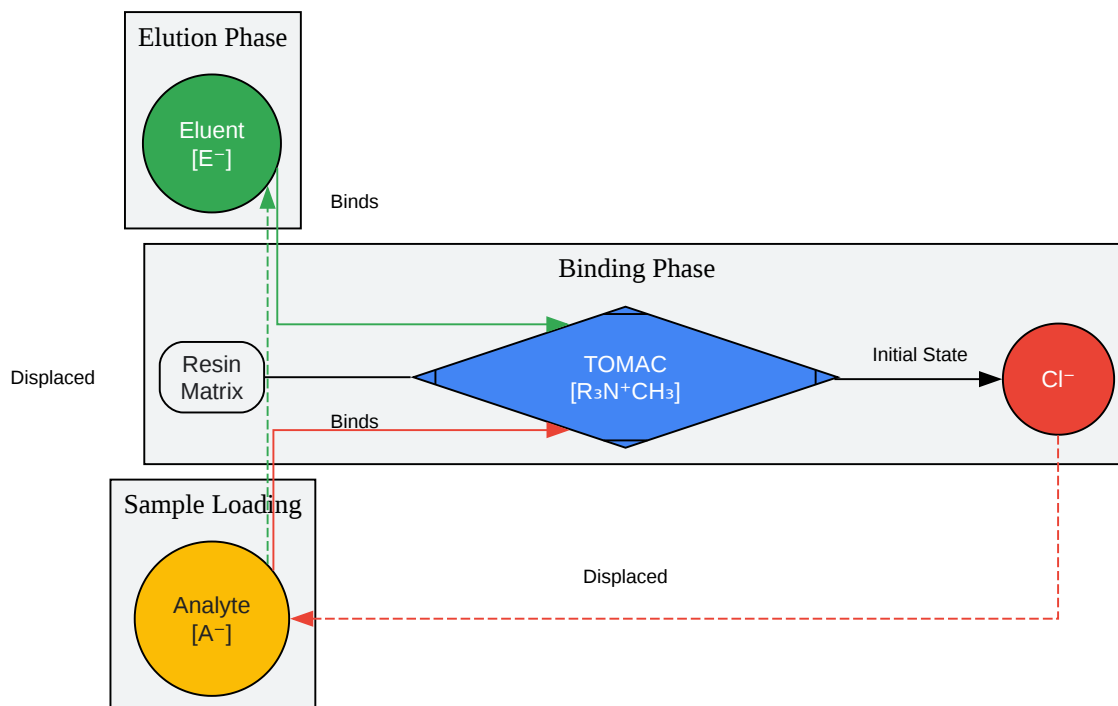 Elution Phase
Eluent
[E⁻]
Binds
Binding Phase
Resin
Matrix
TOMAC
[R₃N⁺CH₃]
Initial State
Cl⁻
Displaced
Binds
Sample Loading
Analyte
[A⁻]
Displaced